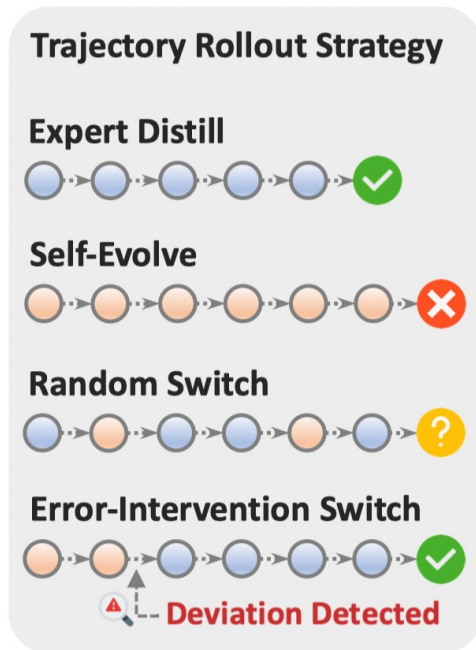 Trajectory Rollout Strategy
Expert Distill
Self-Evolve
Random Switch
?
Error-Intervention Switch
Deviation Detected